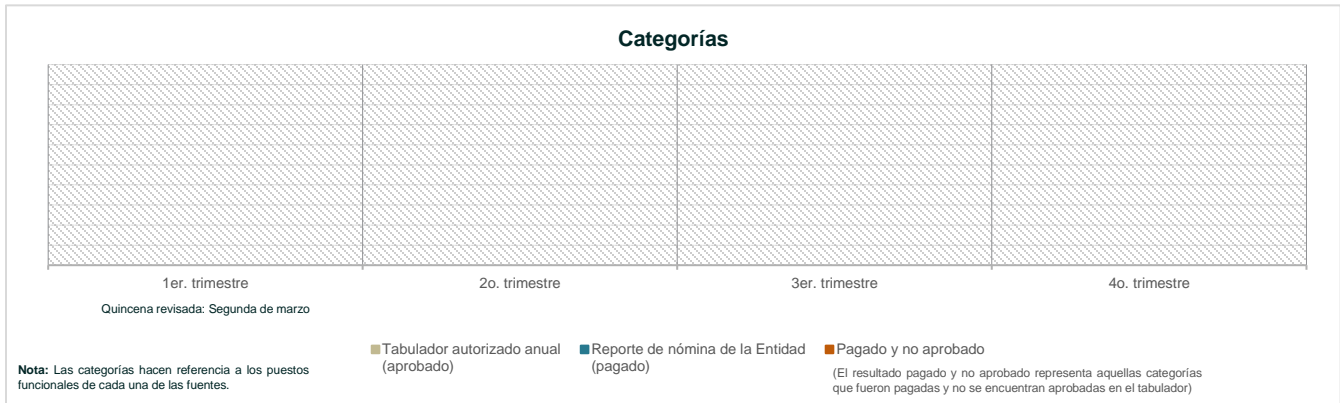 Categorías
1er. trimestre
2o. trimestre
3er. trimestre
4o. trimestre
Quincena revisada: Segunda de marzo
Tabulador autorizado anual
(aprobado)
Reporte de nómina de la Entidad
(pagado)
Pagado y no aprobado
(El resultado pagado y no aprobado representa aquellas categorías
que fueron pagadas y no se encuentran aprobadas en el tabulador)
Nota: Las categorías hacen referencia a los puestos
funcionales de cada una de las fuentes.